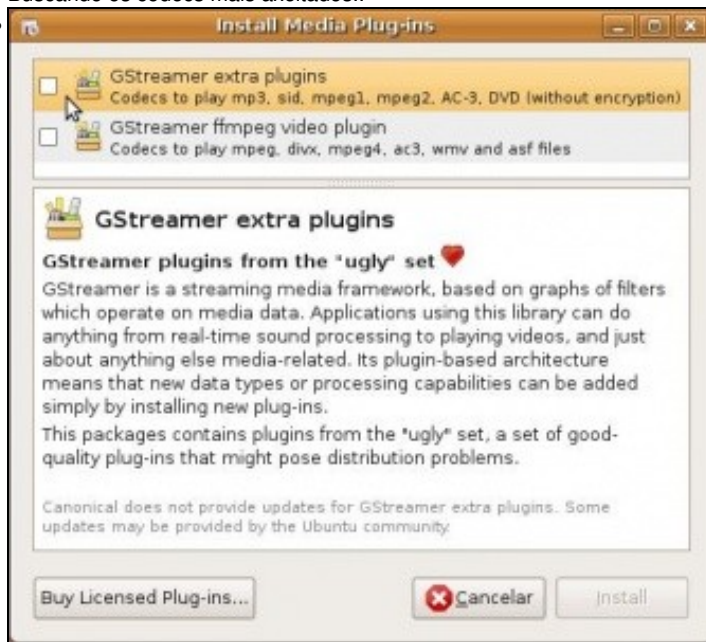 Buscando os codecs mais
Install Media Plug-ins
GStreamer extra plugins
Codecs to play mp3, sid, mpeg1, mpeg2, AC-3, DVD (without encryption)
GStreamer ffmpeg video plugin
Codecs to play mpeg, divx, mpeg4, ac3, wmv and asf files
GStreamer extra plugins
GStreamer plugins from the "ugly" set
GStreamer is a streaming media framework, based on graphs of filters
which operate on media data. Applications using this library can do
anything from real-time sound processing to playing videos, and just
about anything else media-related. Its plugin-based architecture
means that new data types or processing capabilities can be added
simply by installing new plug-ins.
This packages contains plugins from the "ugly" set, a set of good-
quality plug-ins that might pose distribution problems.
Canonical does not provide updates for GStreamer extra plugins. Some
updates may be provided by the Ubuntu community.
Buy Licensed Plug-ins...
Cancelar
Install